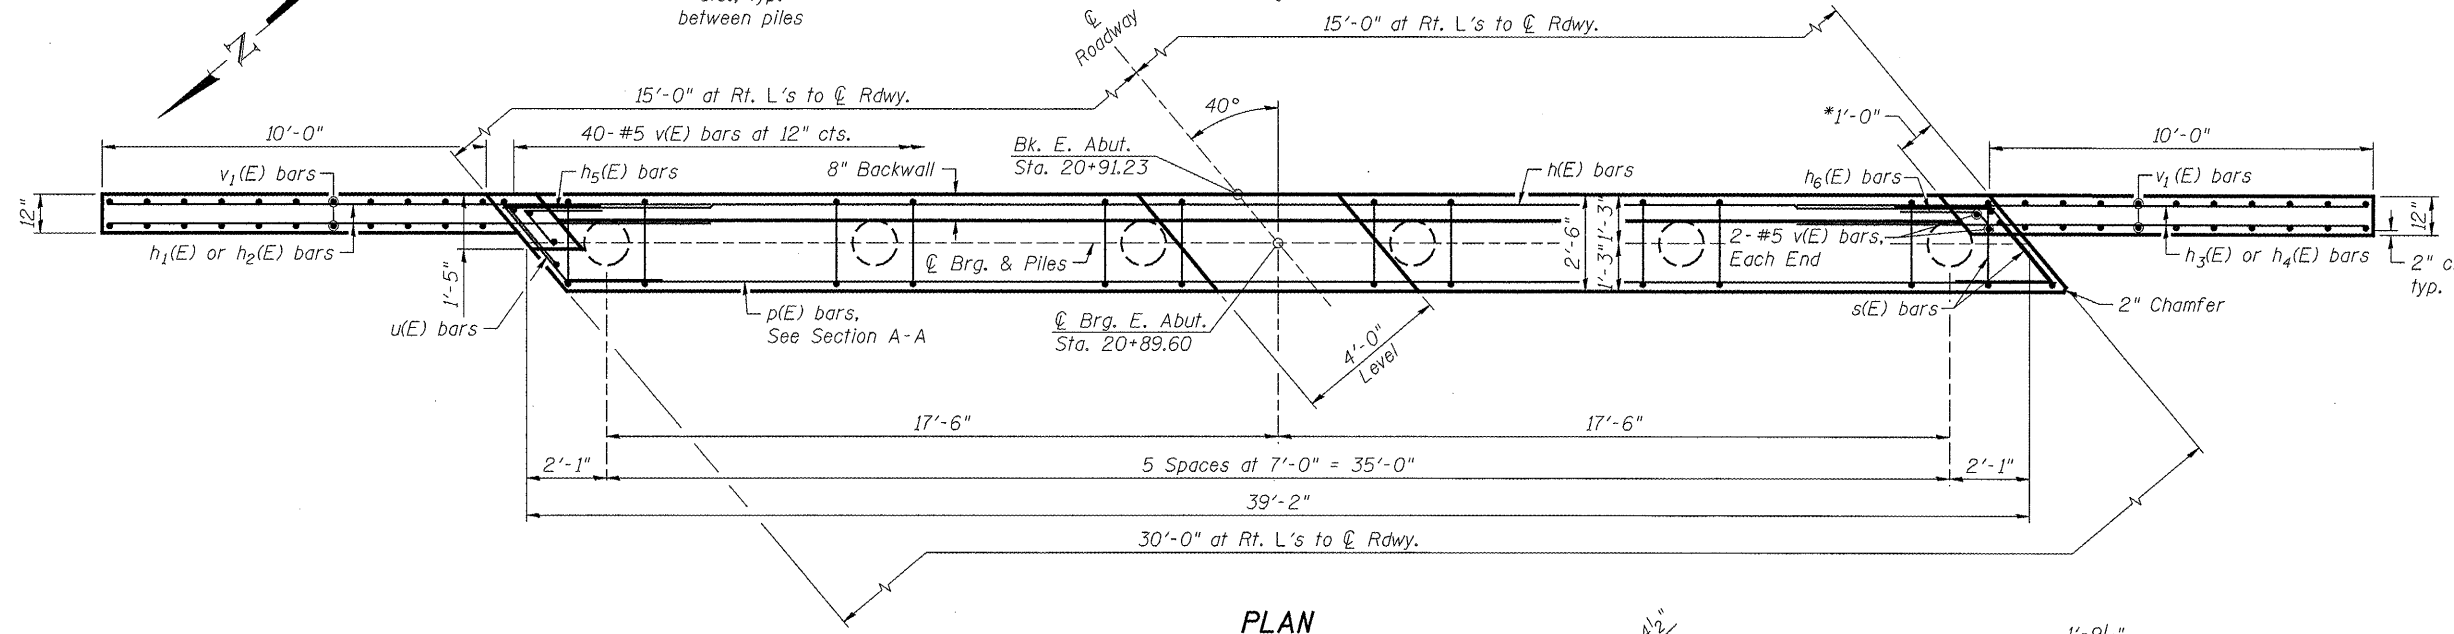 between piles
N
℄
Roadway
15'-0" at Rt. L's to ℄ Rdwy.
15'-0" at Rt. L's to ℄ Rdwy.
40°
*1'-0"
10'-0"
40-#5 v(E) bars at 12" cts.
Bk. E. Abut.
Sta. 20+91.23
10'-0"
v₁(E) bars
h₅(E) bars
8" Backwall
h(E) bars
h₆(E) bars
v₁(E) bars
12"
12"
2'-6"
1'-3"
1'-3"
2-#5 v(E) bars,
Each End
h₁(E) or h₂(E) bars
1'-5"
℄ Brg. & Piles
h₃(E) or h₄(E) bars
2" c
typ.
u(E) bars
p(E) bars,
See Section A-A
℄ Brg. E. Abut.
Sta. 20+89.60
s(E) bars
2" Chamfer
4'-0"
Level
17'-6"
17'-6"
2'-1"
5 Spaces at 7'-0" = 35'-0"
2'-1"
39'-2"
30'-0" at Rt. L's to ℄ Rdwy.
PLAN
4½"